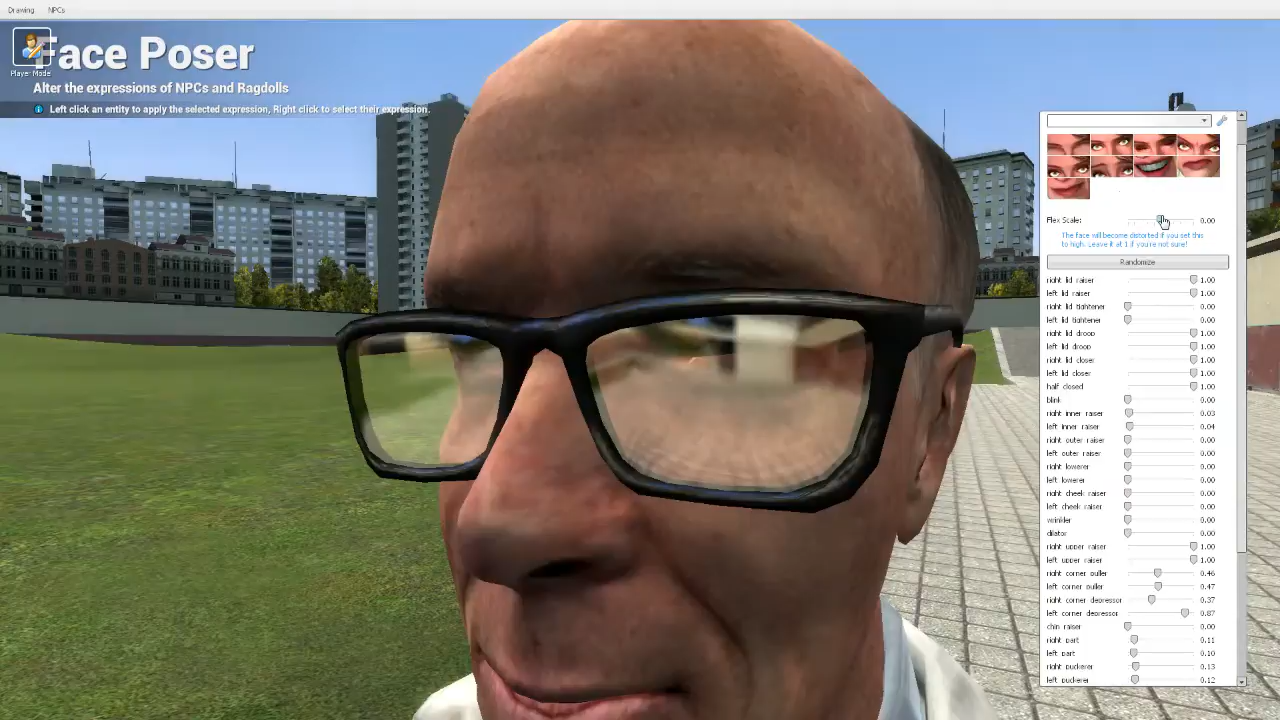 Drawing NPCs
Face Poser
Player Mode
Alter the expressions of NPCs and Ragdolls
Left click an entity to apply the selected expression, Right click to select their expression.
Flex Scale: 0.00
The face will become distorted if you set this
to high. Leave it at 1 if you're not sure!
Randomize
right lid raiser 1.00
left lid raiser 1.00
right lid tightener 0.00
left lid tightener 0.00
right lid droop 1.00
left lid droop 1.00
right lid closer 1.00
left lid closer 1.00
half closed 1.00
blink 0.00
right inner raiser 0.03
left inner raiser 0.04
right outer raiser 0.00
left outer raiser 0.00
right lowerer 0.00
left lowerer 0.00
right cheek raiser 0.00
left cheek raiser 0.00
wrinkler 0.00
dilator 0.00
right upper raiser 1.00
left upper raiser 1.00
right corner puller 0.46
left corner puller 0.47
right corner depressor 0.37
left corner depressor 0.87
chin raiser 0.00
right part 0.11
left part 0.10
right puckerer 0.13
left puckerer 0.12